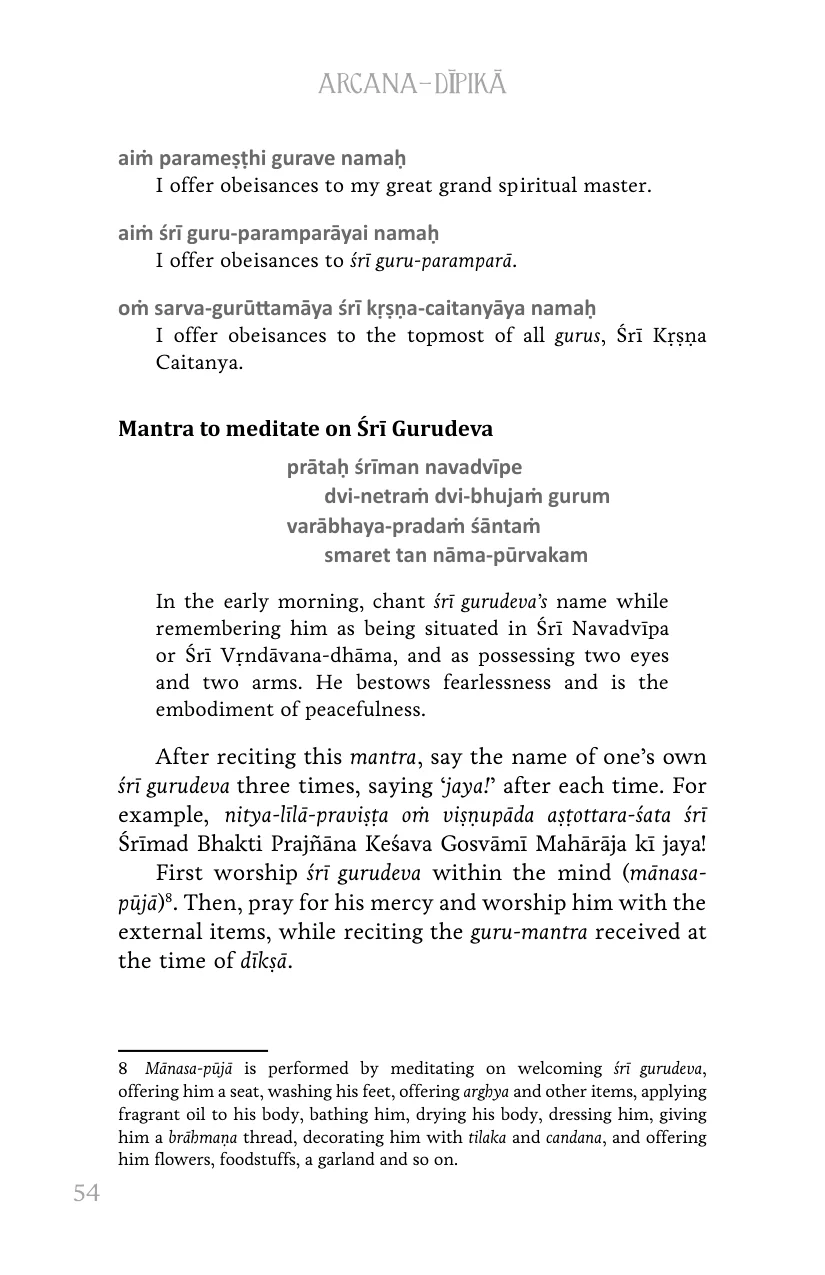 ARCANA–DĪPIKĀ
aiṁ parameṣṭhi gurave namaḥ
I offer obeisances to my great grand spiritual master.
aiṁ śrī guru-paramparāyai namaḥ
I offer obeisances to śrī guru-paramparā.
oṁ sarva-gurūttamāya śrī kṛṣṇa-caitanyāya namaḥ
I offer obeisances to the topmost of all gurus, Śrī Kṛṣṇa
Caitanya.
Mantra to meditate on Śrī Gurudeva
prātaḥ śrīman navadvīpe
dvi-netraṁ dvi-bhujaṁ gurum
varābhaya-pradaṁ śāntaṁ
smaret tan nāma-pūrvakam
In the early morning, chant śrī gurudeva’s name while
remembering him as being situated in Śrī Navadvīpa
or Śrī Vṛndāvana-dhāma, and as possessing two eyes
and two arms. He bestows fearlessness and is the
embodiment of peacefulness.
After reciting this mantra, say the name of one’s own
śrī gurudeva three times, saying ‘jaya!’ after each time. For
example, nitya-līlā-praviṣṭa oṁ viṣṇupāda aṣṭottara-śata śrī
Śrīmad Bhakti Prajñāna Keśava Gosvāmī Mahārāja kī jaya!
First worship śrī gurudeva within the mind (mānasa-
pūjā)⁸. Then, pray for his mercy and worship him with the
external items, while reciting the guru-mantra received at
the time of dīkṣā.
8 Mānasa-pūjā is performed by meditating on welcoming śrī gurudeva,
offering him a seat, washing his feet, offering arghya and other items, applying
fragrant oil to his body, bathing him, drying his body, dressing him, giving
him a brāhmaṇa thread, decorating him with tilaka and candana, and offering
him flowers, foodstuffs, a garland and so on.
54